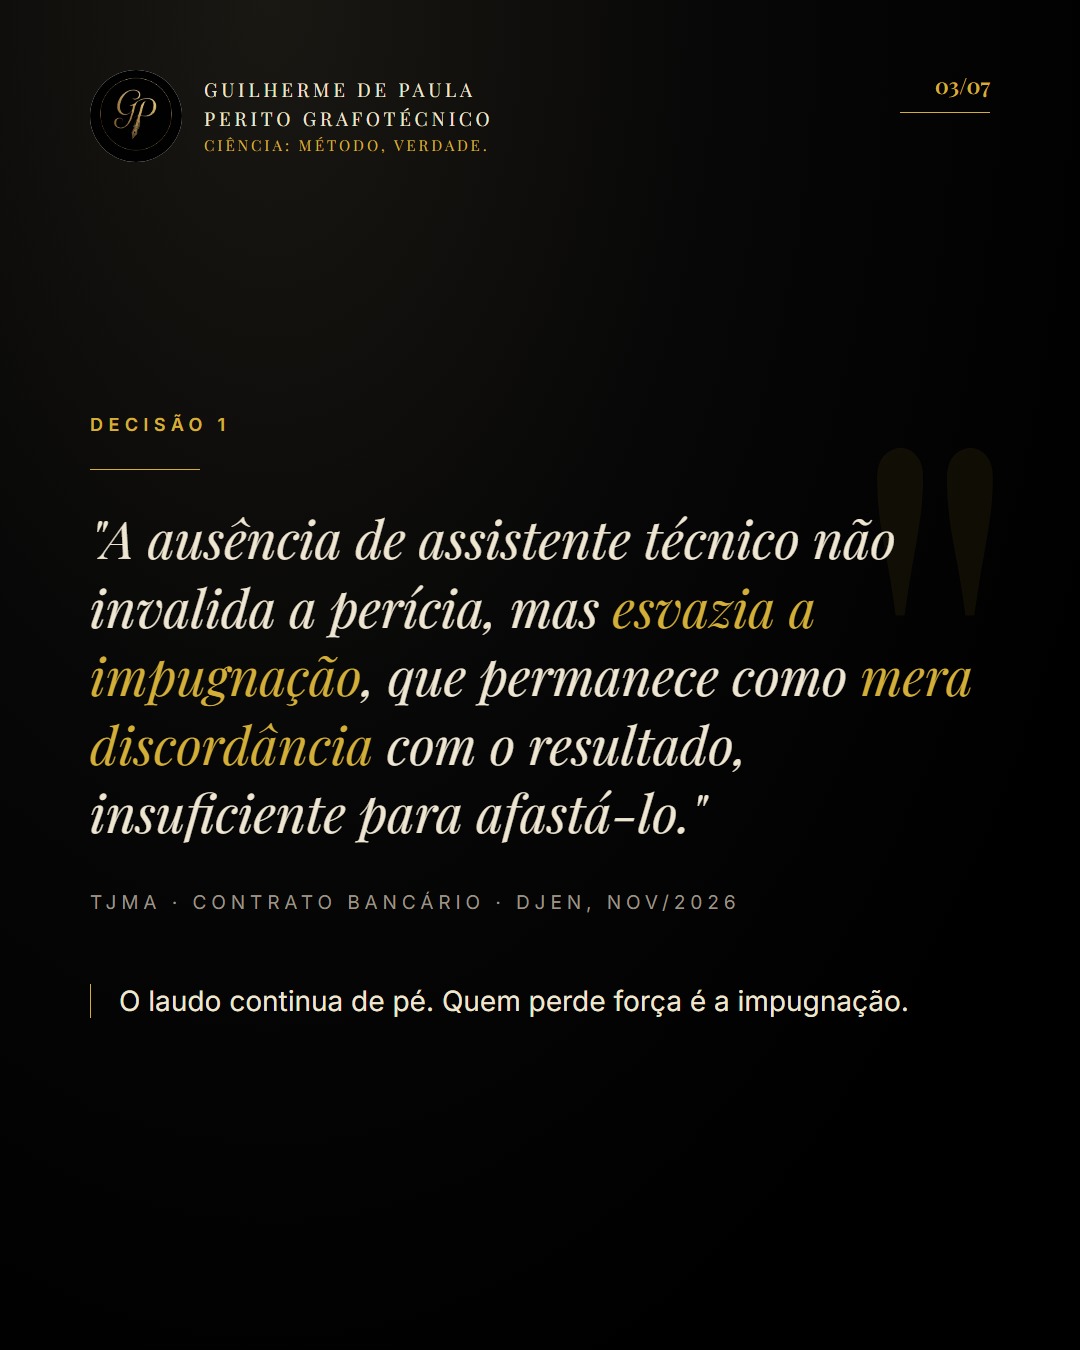 GP
GUILHERME DE PAULA
PERITO GRAFOTÉCNICO
CIÊNCIA: MÉTODO, VERDADE.
03/07
DECISÃO 1
"A ausência de assistente técnico não
invalida a perícia, mas esvazia a
impugnação, que permanece como mera
discordância com o resultado,
insuficiente para afastá-lo."
TJMA · CONTRATO BANCÁRIO · DJEN, NOV/2026
O laudo continua de pé. Quem perde força é a impugnação.